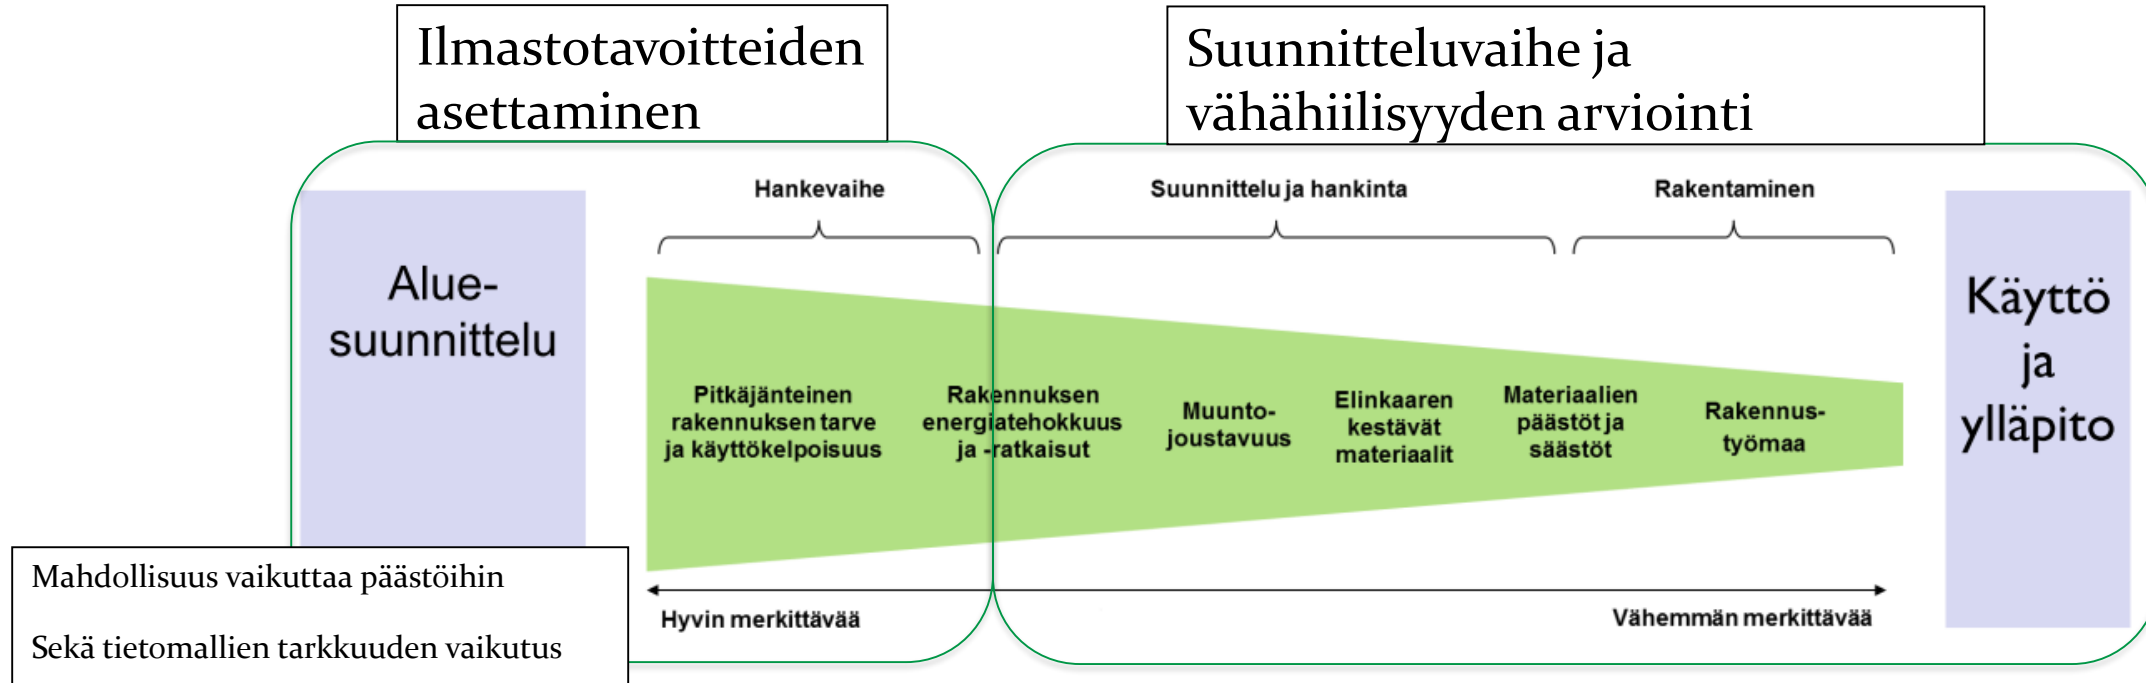 Ilmastotavoitteiden
asettaminen
Suunnitteluvaihe ja
vähähiilisyyden arviointi
Hankevaihe
Suunnittelu ja hankinta
Rakentaminen
Alue-
suunnittelu
Pitkäjänteinen
rakennuksen tarve
ja käyttökelpoisuus
Rakennuksen
energiatehokkuus
ja -ratkaisut
Muunto-
joustavuus
Elinkaaren
kestävät
materiaalit
Materiaalien
päästöt ja
säästöt
Rakennus-
työmaa
Käyttö
ja
ylläpito
Mahdollisuus vaikuttaa päästöihin
Sekä tietomallien tarkkuuden vaikutus
Hyvin merkittävää
Vähemmän merkittävää